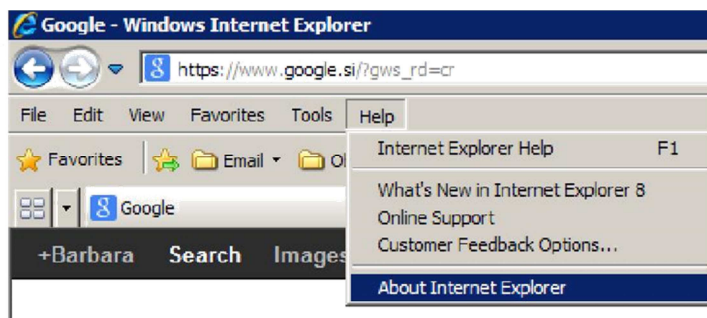 Google - Windows Internet Explorer
https://www.google.si/?gws_rd=cr
File Edit View Favorites Tools Help
Internet Explorer Help F1
Favorites Email
What's New in Internet Explorer 8
Google
Online Support
Customer Feedback Options...
+Barbara Search Images
About Internet Explorer